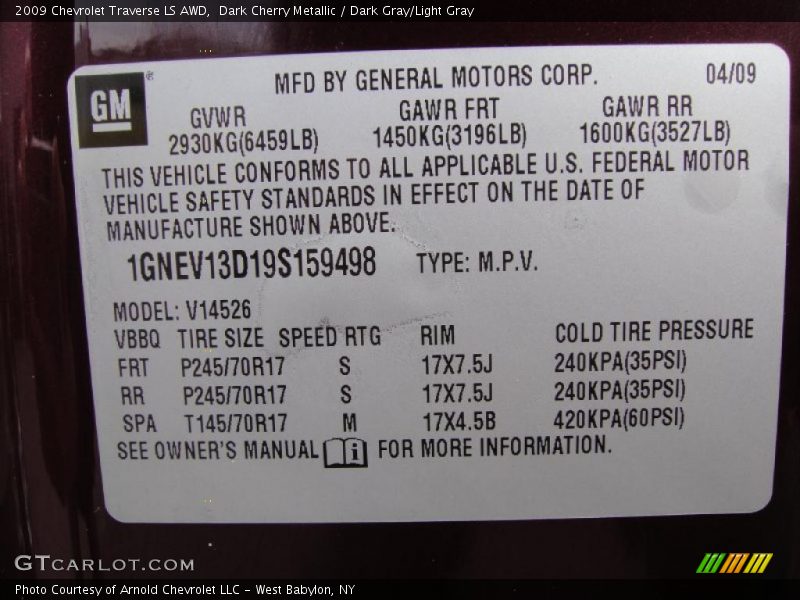 2009 Chevrolet Traverse LS AWD,  Dark Cherry Metallic / Dark Gray/Light Gray
GM
®
MFD BY GENERAL MOTORS CORP. 04/09
GVWR GAWR FRT GAWR RR
2930KG(6459LB) 1450KG(3196LB) 1600KG(3527LB)
THIS VEHICLE CONFORMS TO ALL APPLICABLE U.S. FEDERAL MOTOR
VEHICLE SAFETY STANDARDS IN EFFECT ON THE DATE OF
MANUFACTURE SHOWN ABOVE.
1GNEV13D19S159498 TYPE: M.P.V.
MODEL: V14526
VBBQ TIRE SIZE SPEED RTG RIM COLD TIRE PRESSURE
FRT P245/70R17 S 17X7.5J 240KPA(35PSI)
RR P245/70R17 S 17X7.5J 240KPA(35PSI)
SPA T145/70R17 M 17X4.5B 420KPA(60PSI)
SEE OWNER'S MANUAL i FOR MORE INFORMATION.
GTCARLOT.COM
Photo Courtesy of Arnold Chevrolet LLC - West Babylon, NY